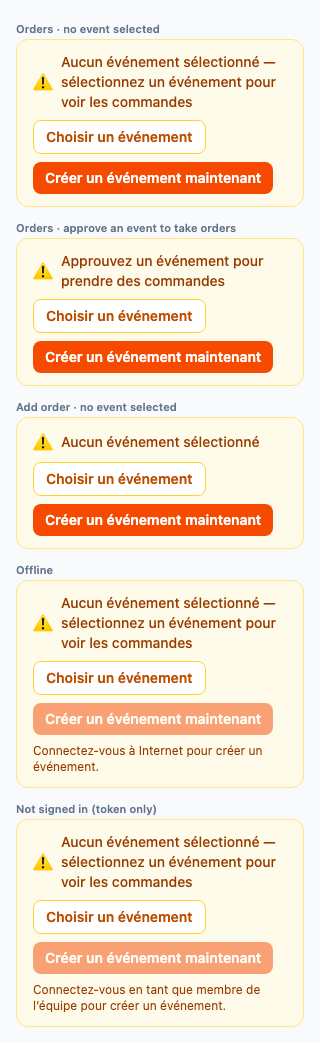 Orders · no event selected
Aucun événement sélectionné —
sélectionnez un événement pour
voir les commandes
Choisir un événement
Créer un événement maintenant
Orders · approve an event to take orders
Approuvez un événement pour
prendre des commandes
Choisir un événement
Créer un événement maintenant
Add order · no event selected
Aucun événement sélectionné
Choisir un événement
Créer un événement maintenant
Offline
Aucun événement sélectionné —
sélectionnez un événement pour
voir les commandes
Choisir un événement
Créer un événement maintenant
Connectez-vous à Internet pour créer un
événement.
Not signed in (token only)
Aucun événement sélectionné —
sélectionnez un événement pour
voir les commandes
Choisir un événement
Créer un événement maintenant
Connectez-vous en tant que membre de
l'équipe pour créer un événement.